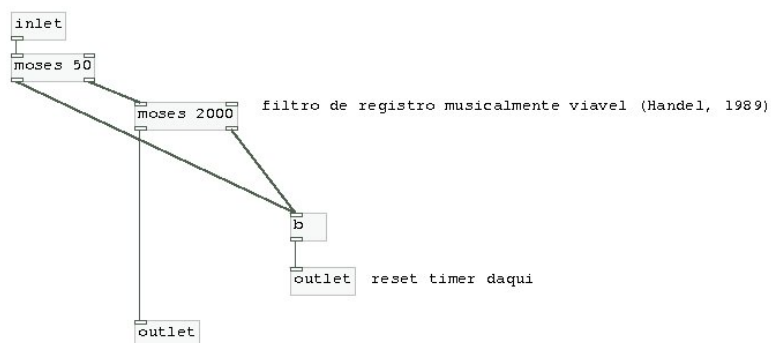 inlet
moses 50
moses 2000
filtro de registro musicalmente viavel (Handel, 1989)
b
outlet
reset timer daqui
outlet